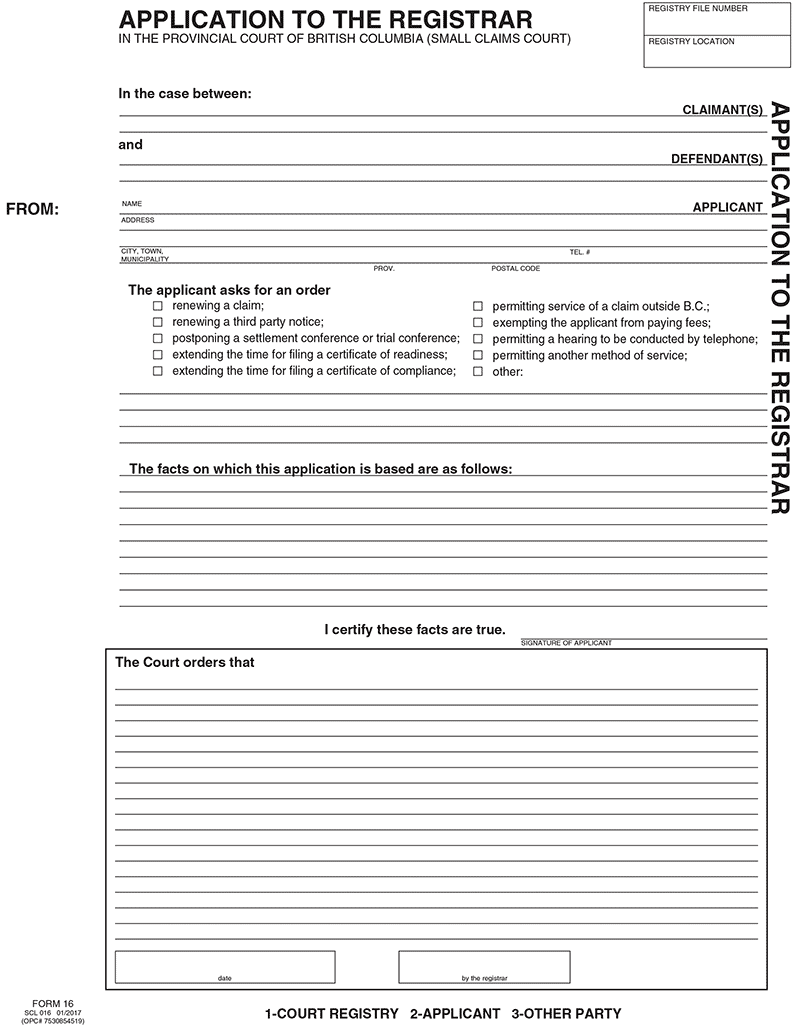 APPLICATION TO THE REGISTRAR
IN THE PROVINCIAL COURT OF BRITISH COLUMBIA (SMALL CLAIMS COURT)
REGISTRY FILE NUMBER
REGISTRY LOCATION
In the case between:
CLAIMANT(S)
and
DEFENDANT(S)
FROM:
NAME
APPLICANT
ADDRESS
CITY, TOWN,
MUNICIPALITY
TEL. #
PROV.
POSTAL CODE
The applicant asks for an order
renewing a claim;
renewing a third party notice;
postponing a settlement conference or trial conference;
extending the time for filing a certificate of readiness;
extending the time for filing a certificate of compliance;
permitting service of a claim outside B.C.;
exempting the applicant from paying fees;
permitting a hearing to be conducted by telephone;
permitting another method of service;
other:
The facts on which this application is based are as follows:
I certify these facts are true.
SIGNATURE OF APPLICANT
The Court orders that
date
by the registrar
FORM 16
SCL 016 01/2017
(OPC# 7530854519)
1-COURT REGISTRY 2-APPLICANT 3-OTHER PARTY
APPLICATION TO THE REGISTRAR